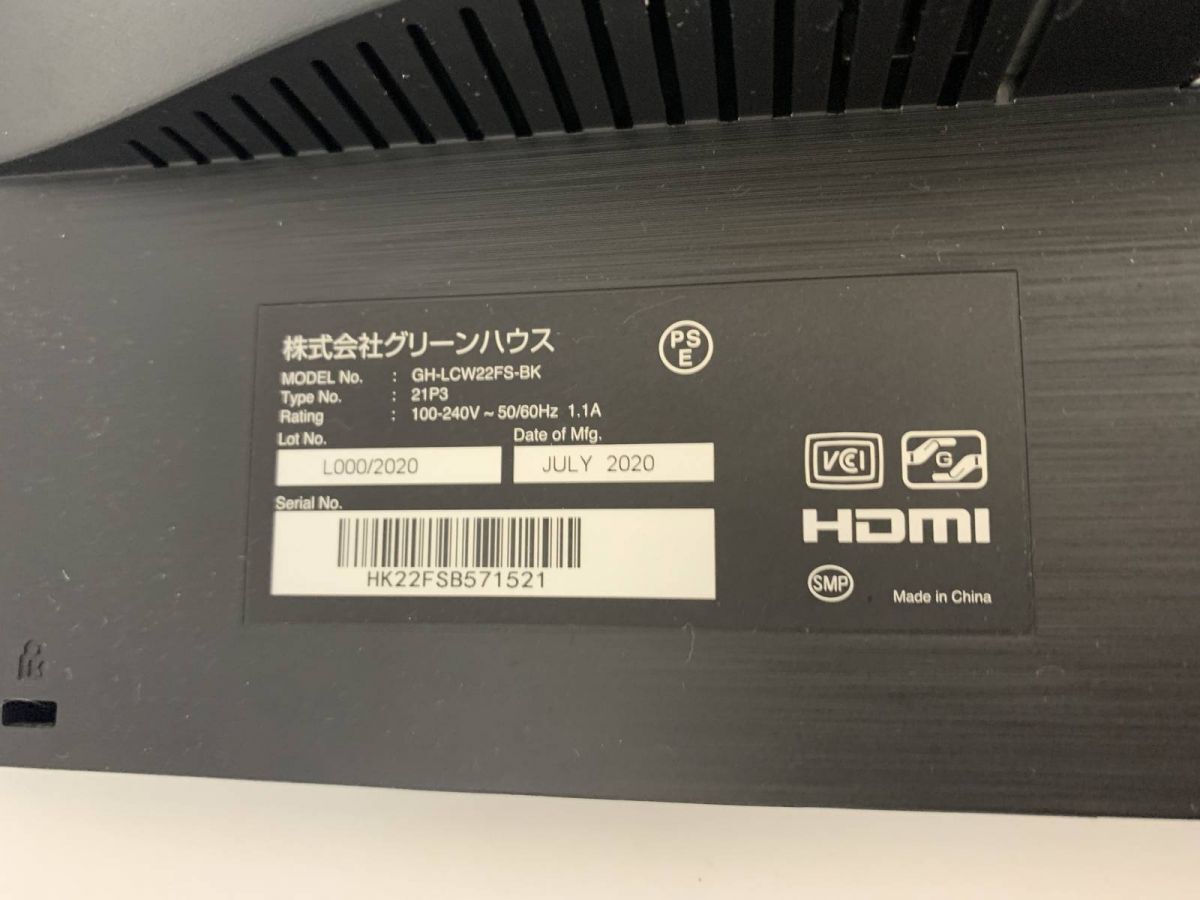 株式会社グリーンハウス
PS
E
MODEL No. : GH-LCW22FS-BK
Type No. : 21P3
Rating : 100-240V ~ 50/60Hz 1.1A
Lot No. Date of Mfg.
L000/2020 JULY 2020
Serial No.
HK22FSB571521
VCCI
G
HDMI
SMP
Made in China